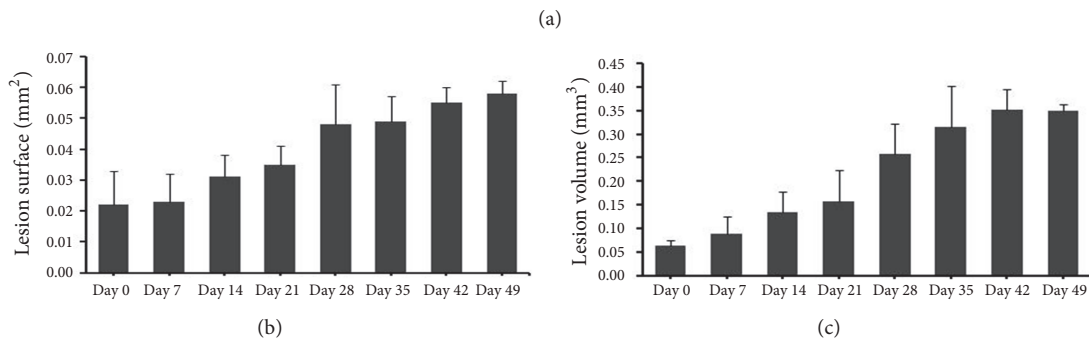 (a)
Lesion surface (mm²)
0.07
0.06
0.05
0.04
0.03
0.02
0.01
0.00
Day 0 Day 7 Day 14 Day 21 Day 28 Day 35 Day 42 Day 49
(b)
Lesion volume (mm³)
0.45
0.40
0.35
0.30
0.25
0.20
0.15
0.10
0.05
0.00
Day 0 Day 7 Day 14 Day 21 Day 28 Day 35 Day 42 Day 49
(c)